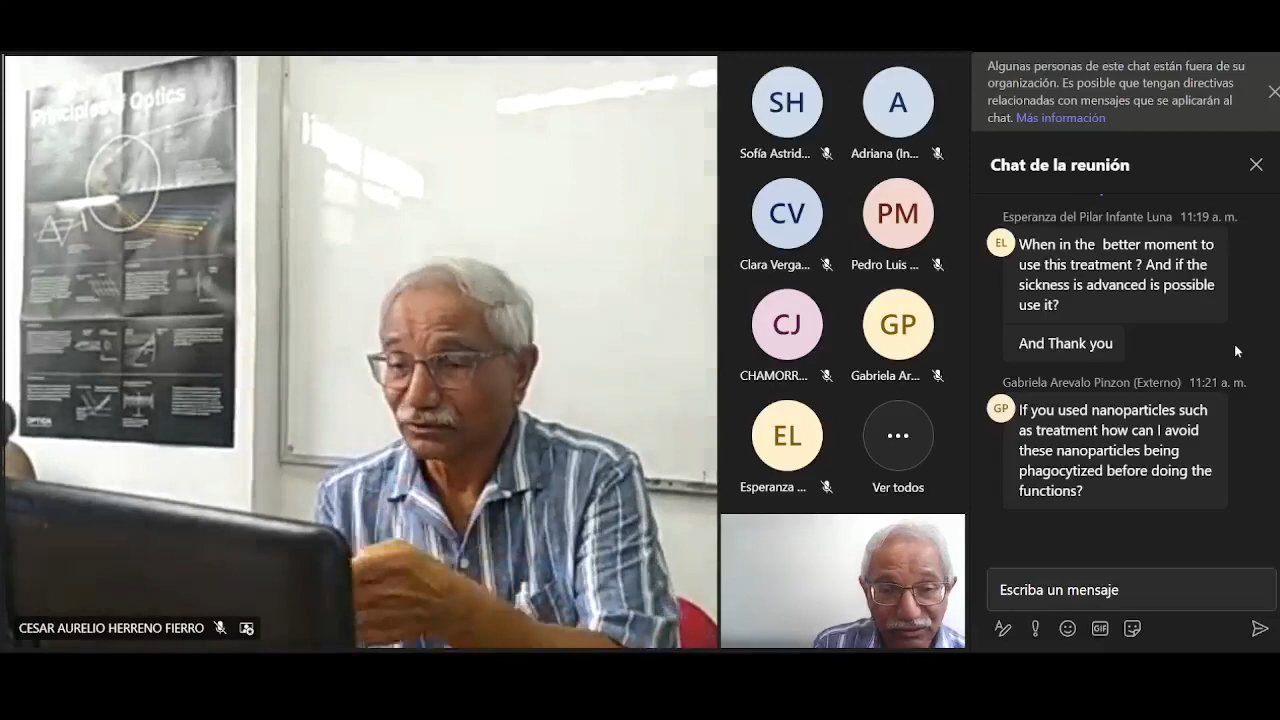 Principles of Optics
OPTICA
CESAR AURELIO HERRENO FIERRO
SH
A
Sofía Astrid...
Adriana (In...
CV
PM
Clara Verga...
Pedro Luis ...
CJ
GP
CHAMORR...
Gabriela Ar...
EL
...
Esperanza ...
Ver todos
Algunas personas de este chat están fuera de su
organización. Es posible que tengan directivas
relacionadas con mensajes que se aplicarán al
chat. Más información
Chat de la reunión
Esperanza del Pilar Infante Luna 11:19 a. m.
EL
When in the better moment to
use this treatment ? And if the
sickness is advanced is possible
use it?
And Thank you
Gabriela Arevalo Pinzon (Externo) 11:21 a. m.
GP
If you used nanoparticles such
as treatment how can I avoid
these nanoparticles being
phagocytized before doing the
functions?
Escriba un mensaje
GIF